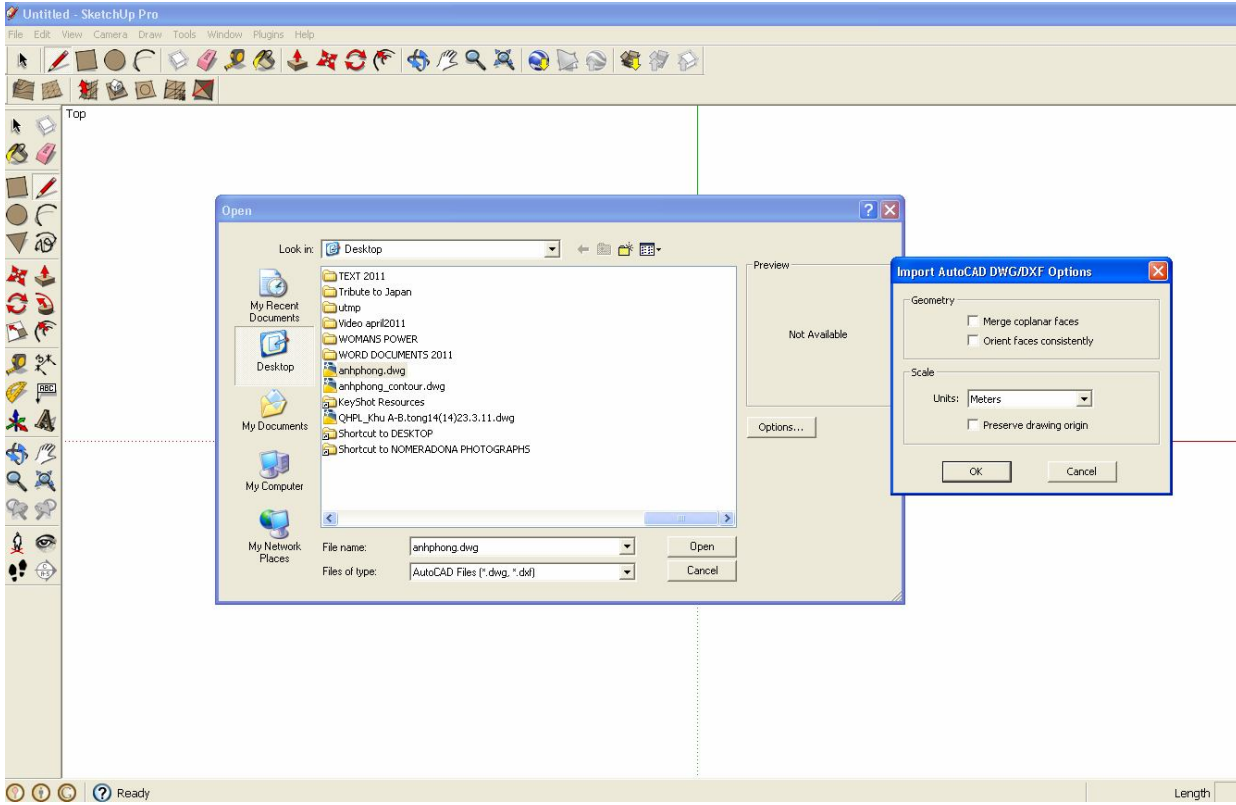 Untitled - SketchUp Pro
File Edit View Camera Draw Tools Window Plugins Help
Top
Open
Look in: Desktop
TEXT 2011
Tribute to Japan
utmp
Video april2011
WOMANS POWER
WORD DOCUMENTS 2011
anhphong.dwg
anhphong_contour.dwg
KeyShot Resources
QHPL_Khu A-B.tong14(14)23.3.11.dwg
Shortcut to DESKTOP
Shortcut to NOMERADONA PHOTOGRAPHS
My Recent
Documents
Desktop
My Documents
My Computer
My Network
Places
File name: anhphong.dwg
Files of type: AutoCAD Files (*.dwg, *.dxf)
Open
Cancel
Preview
Not Available
Options...
Import AutoCAD DWG/DXF Options
Geometry
Merge coplanar faces
Orient faces consistently
Scale
Units: Meters
Preserve drawing origin
OK Cancel
ABC
Ready
Length